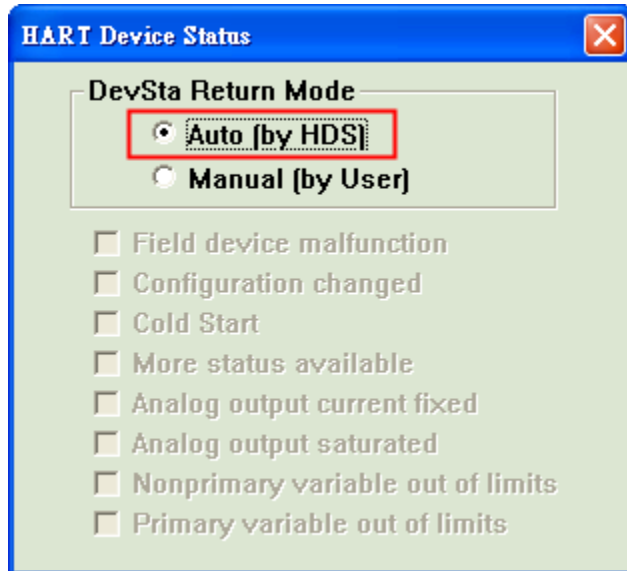 HART Device Status
DevSta Return Mode
Auto (by HDS)
Manual (by User)
Field device malfunction
Configuration changed
Cold Start
More status available
Analog output current fixed
Analog output saturated
Nonprimary variable out of limits
Primary variable out of limits